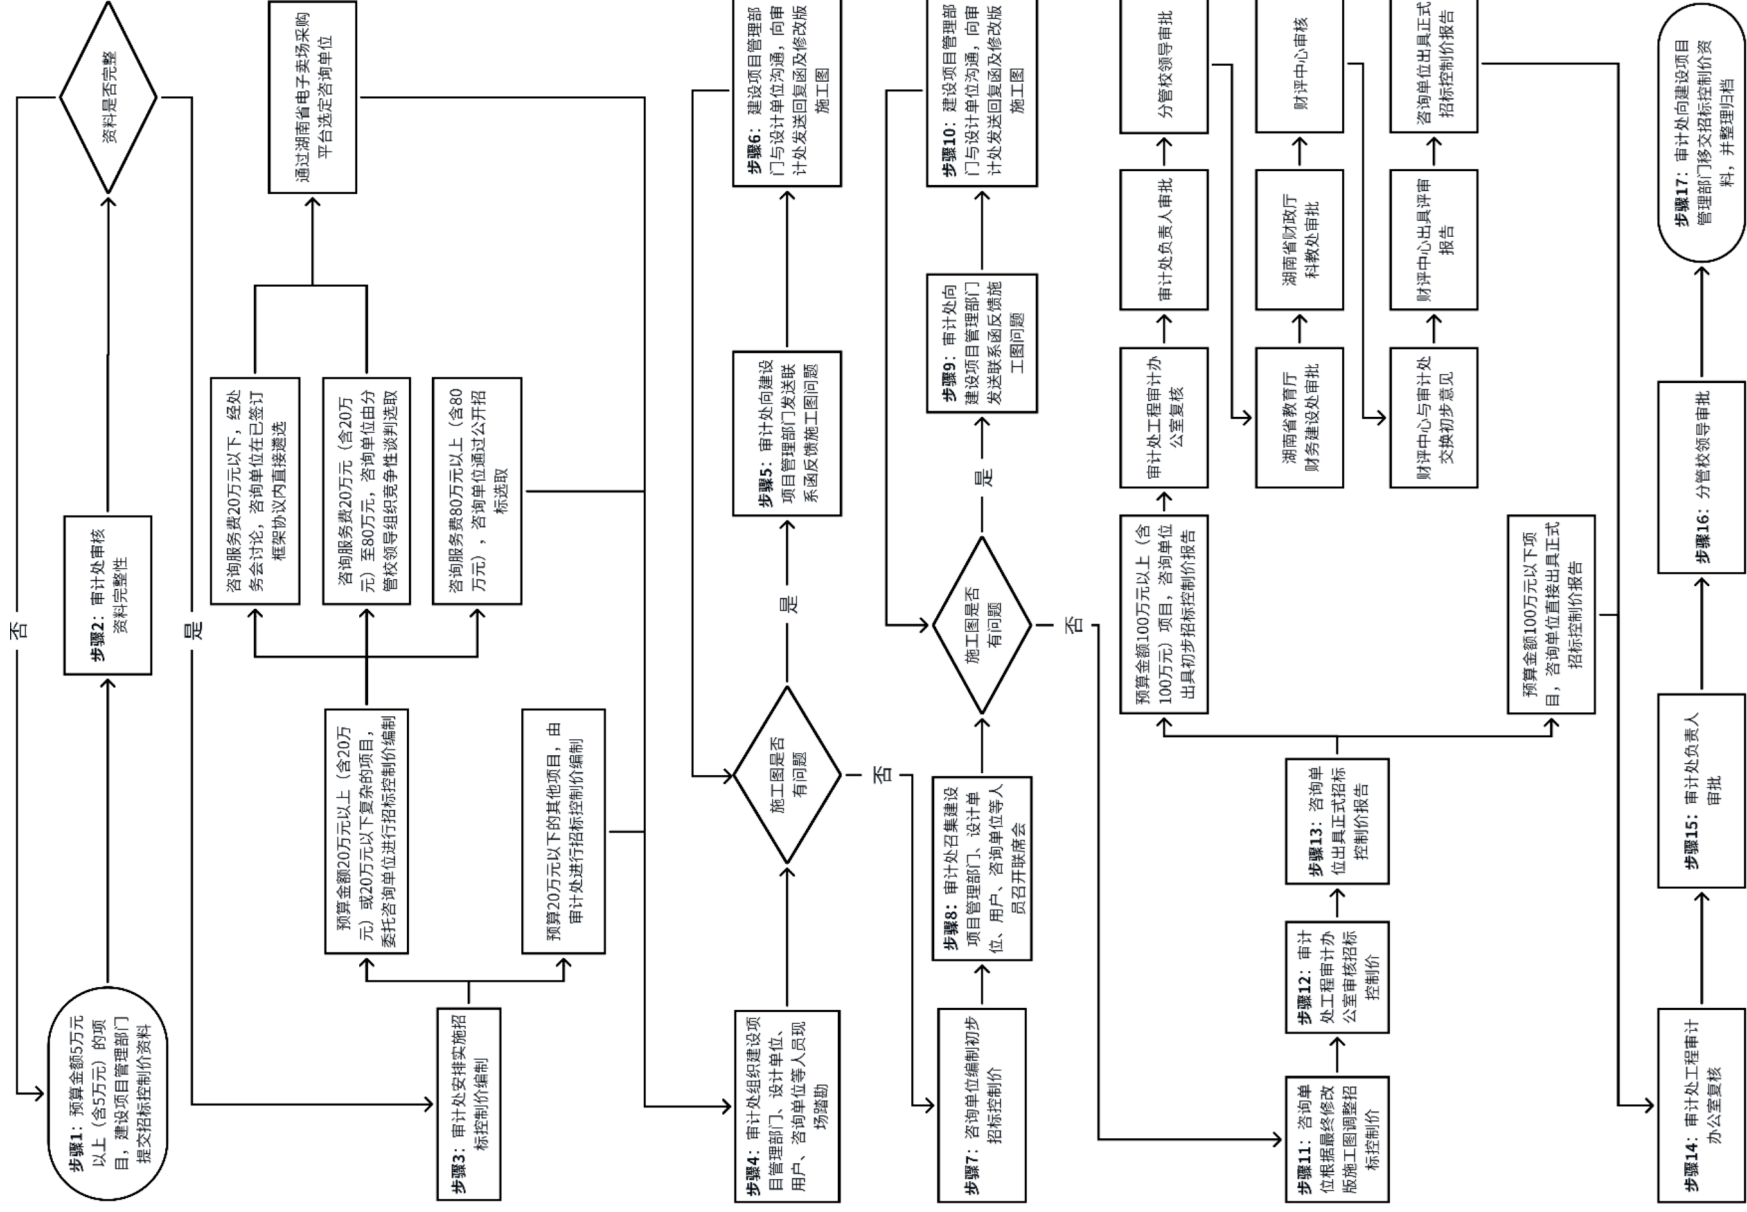 步骤1：预算金额5万元
以上（含5万元）的项
目，建设项目管理部门
提交招标控制价资料
步骤2：审计处审核
资料完整性
资料是否完整
否
是
步骤3：审计处安排实施招
标控制价编制
预算金额20万元以上（含20万
元）或20万元以下复杂的项目，
委托咨询单位进行招标控制价编制
预算20万元以下的其他项目，由
审计处进行招标控制价编制
咨询服务费20万元以下，经处
务会讨论，咨询单位在已签订
框架协议内直接遴选
咨询服务费20万元（含20万
元）至80万元，咨询单位由分
管校领导组织竞争性谈判选取
咨询服务费80万元以上（含80
万元），咨询单位通过公开招
标选取
通过湖南省电子卖场采购
平台选定咨询单位
步骤4：审计处组织建设项
目管理部门、设计单位、
用户、咨询单位等人员现
场踏勘
施工图是否
有问题
是
否
步骤5：审计处向建设
项目管理部门发送联
系函反馈施工图问题
步骤6：建设项目管理部
门与设计单位沟通，向审
计处发送回复函及修改版
施工图
步骤7：咨询单位编制初步
招标控制价
步骤8：审计处召集建设
项目管理部门、设计单
位、用户、咨询单位等人
员召开联席会
施工图是否
有问题
是
否
步骤9：审计处向
建设项目管理部门
发送联系函反馈施
工图问题
步骤10：建设项目管理部
门与设计单位沟通，向审
计处发送回复函及修改版
施工图
步骤11：咨询单
位根据最终修改
版施工图调整招
标控制价
步骤12：审计
处工程审计办
公室审核招标
控制价
步骤13：咨询单
位出具正式招标
控制价报告
预算金额100万元以上（含
100万元）项目，咨询单位
出具初步招标控制价报告
审计处工程审计办
公室复核
审计处负责人审批
分管校领导审批
湖南省教育厅
财务建设处审批
湖南省财政厅
科教处审批
财评中心审核
财评中心与审计处
交换初步意见
财评中心出具评审
报告
咨询单位出具正式
招标控制价报告
预算金额100万元以下项
目，咨询单位直接出具正式
招标控制价报告
步骤14：审计处工程审计
办公室复核
步骤15：审计处负责人
审批
步骤16：分管校领导审批
步骤17：审计处向建设项目
管理部门移交招标控制价资
料，并整理归档